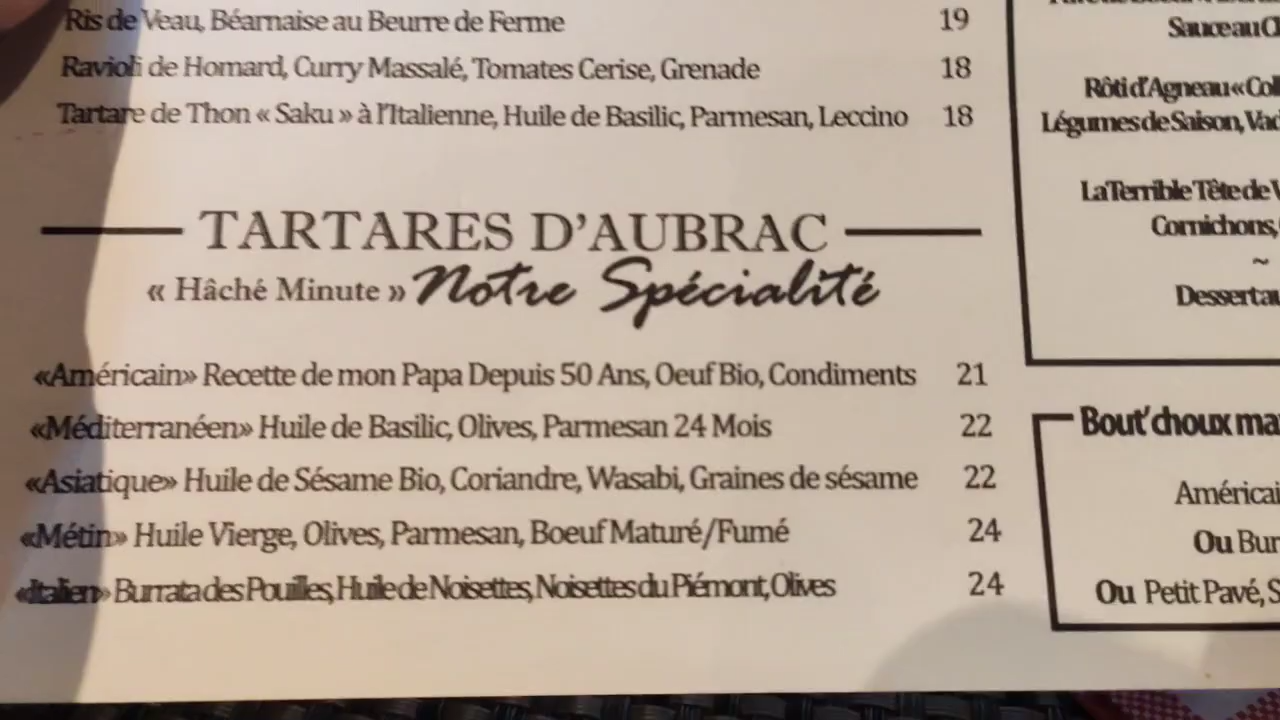 Ris de Veau, Béarnaise au Beurre de Ferme 19
Ravioli de Homard, Curry Massalé, Tomates Cerise, Grenade 18
Tartare de Thon « Saku » à l'Italienne, Huile de Basilic, Parmesan, Leccino 18
TARTARES D'AUBRAC
« Hâché Minute » Notre Spécialité
«Américain» Recette de mon Papa Depuis 50 Ans, Oeuf Bio, Condiments 21
«Méditerranéen» Huile de Basilic, Olives, Parmesan 24 Mois 22
«Asiatique» Huile de Sésame Bio, Coriandre, Wasabi, Graines de sésame 22
«Métin» Huile Vierge, Olives, Parmesan, Boeuf Maturé/Fumé 24
«Italien» Burrata des Pouilles, Huile de Noisettes, Noisettes du Piémont, Olives 24
Sauce au
Rôti d'Agneau «
Légumes de Saison,
La Terrible Tête de
Cornichons,
~
Bout'choux
Ou
Ou Petit Pavé,